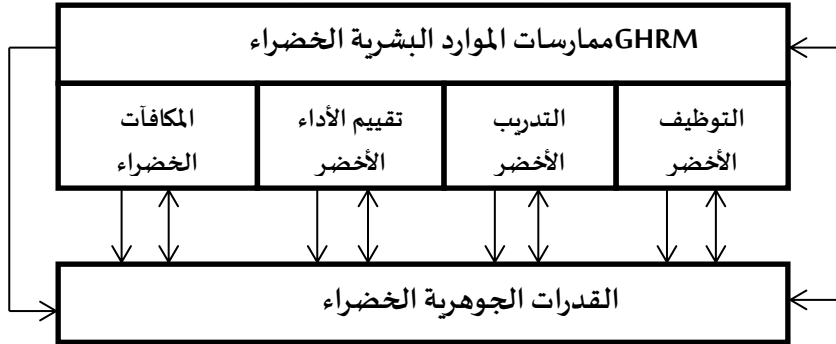 GHRMممارسات الموارد البشرية الخضراء
التوظيف
الأخضر
التدريب
الأخضر
تقييم الأداء
الأخضر
المكافآت
الخضراء
القدرات الجوهرية الخضراء